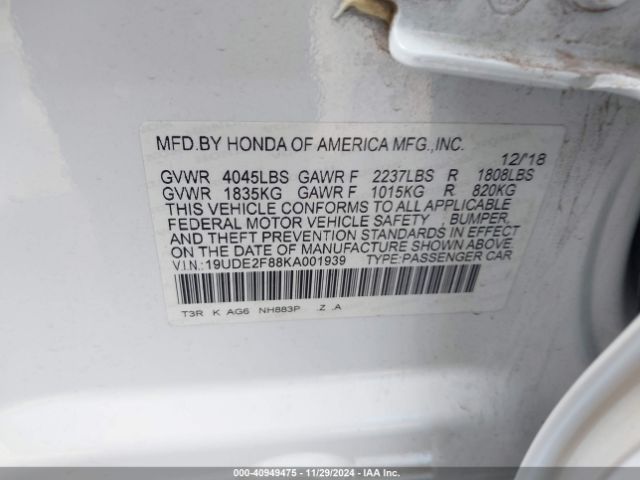 MFD.BY HONDA OF AMERICA MFG.,INC.
12/'18
GVWR 4045LBS GAWR F 2237LBS R 1808LBS
GVWR 1835KG GAWR F 1015KG R 820KG
THIS VEHICLE CONFORMS TO ALL APPLICABLE
FEDERAL MOTOR VEHICLE SAFETY , BUMPER,
AND THEFT PREVENTION STANDARDS IN EFFECT
ON THE DATE OF MANUFACTURE SHOWN ABOVE.
V.I.N.:19UDE2F88KA001939 TYPE:PASSENGER CAR
T3R K AG6 NH883P .Z .A
000-40949475 - 11/29/2024 - IAA Inc.